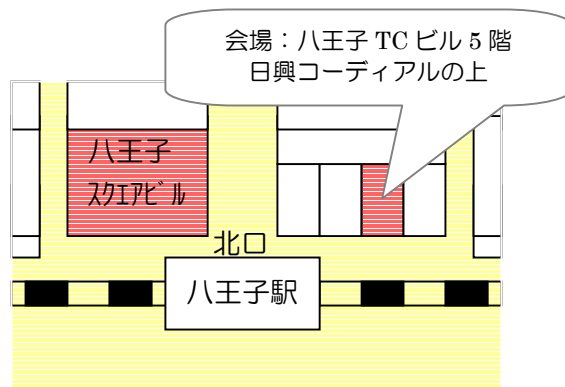 会場：八王子 TC ビル 5 階
日興コーディアルの上
八王子
ｽｸｴｱﾋﾞﾙ
北口
八王子駅